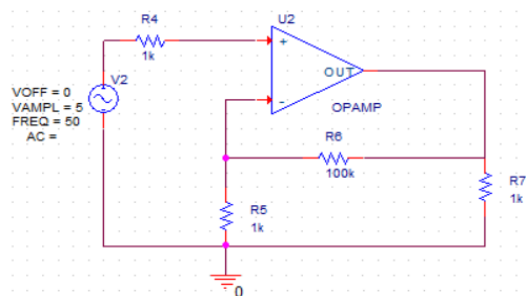 R4
1k
U2
+
OUT
-
OPAMP
V2
VOFF = 0
VAMPL = 5
FREQ = 50
AC =
R6
100k
R7
1k
R5
1k
0